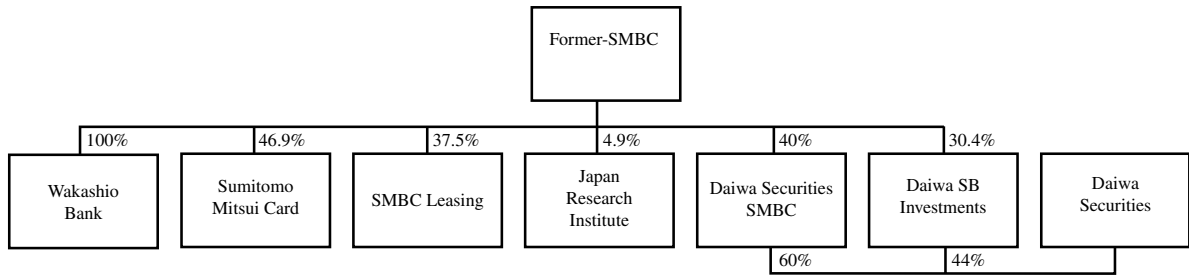 Former-SMBC
100%
46.9%
37.5%
4.9%
40%
30.4%
Wakashio
Bank
Sumitomo
Mitsui Card
SMBC Leasing
Japan
Research
Institute
Daiwa Securities
SMBC
Daiwa SB
Investments
Daiwa
Securities
60%
44%